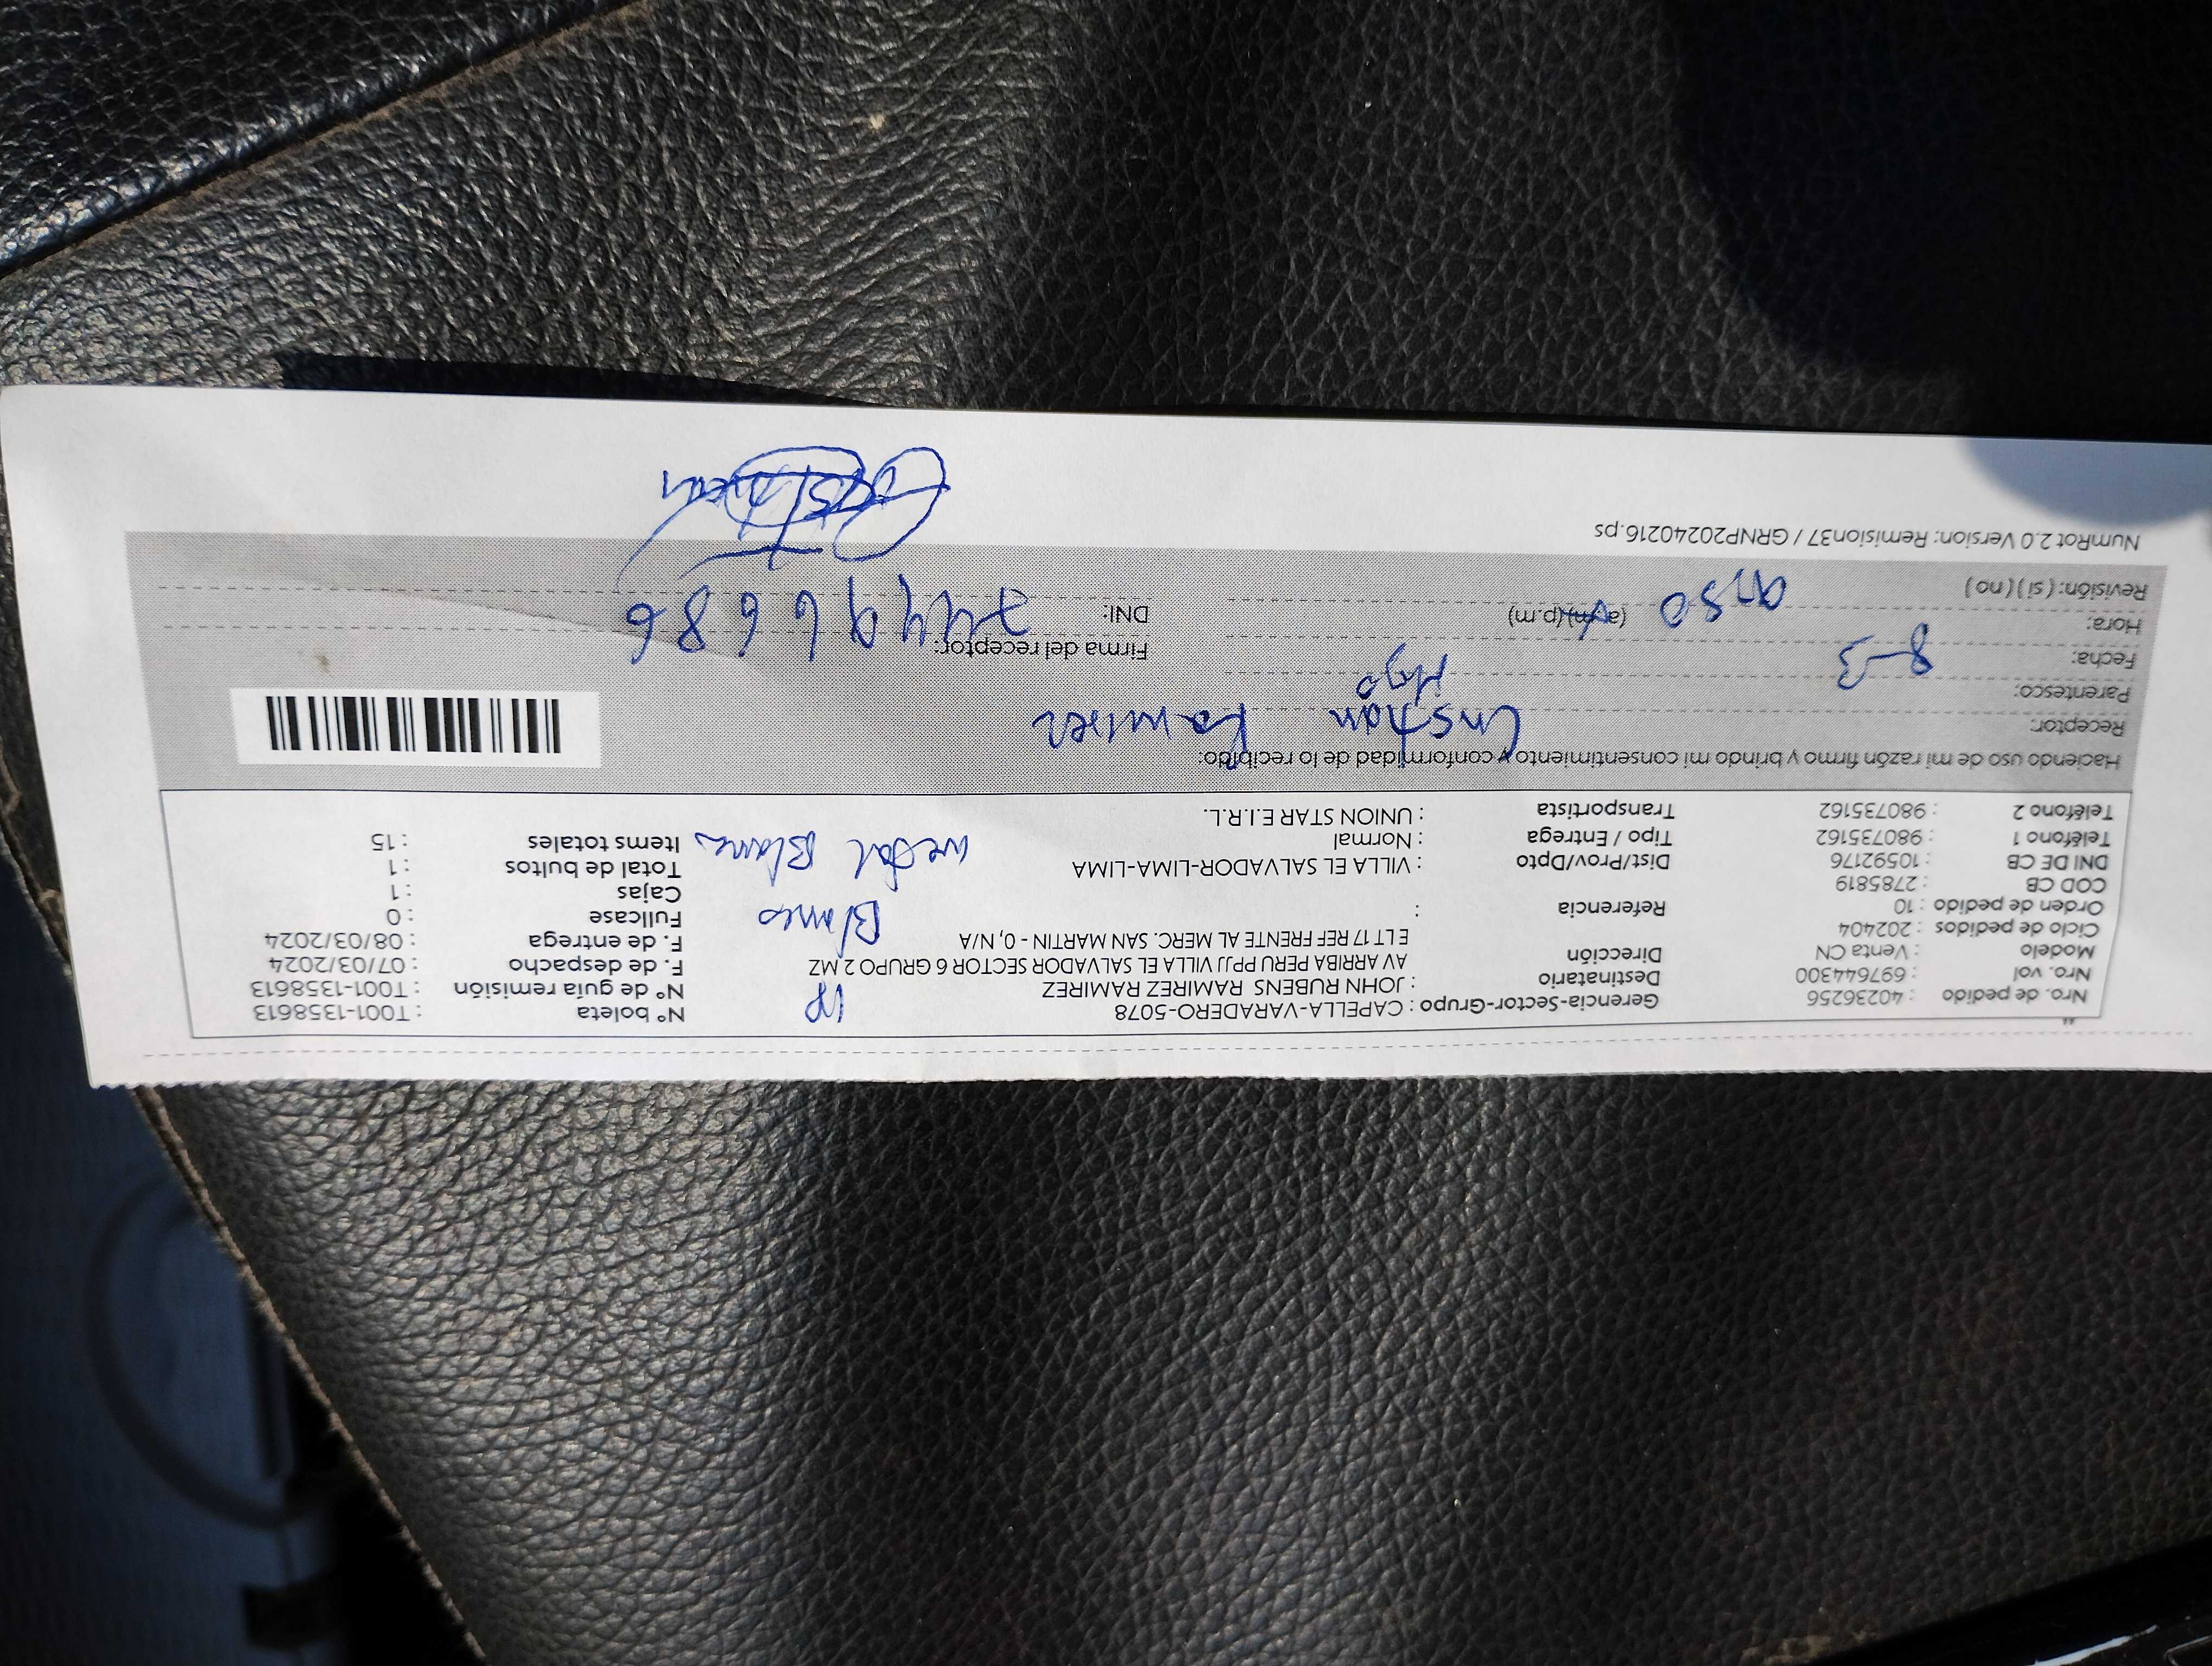 Nro. de pedido : 40236256
Nro. vol : 697644300
Modelo : Venta CN
Ciclo de pedidos : 202404
Orden de pedido : 10
COD CB : 2785819
DNI DE CB : 10592176
Teléfono 1 : 980735162
Teléfono 2 : 980735162
Gerencia-Sector-Grupo : CAPELLA-VARADERO-5078
Destinatario : JOHN RUBENS RAMIREZ RAMIREZ
Dirección AV ARRIBA PERU PPJJ VILLA EL SALVADOR SECTOR 6 GRUPO 2 MZ
E LT 17 REF FRENTE AL MERC. SAN MARTIN - 0, N/A
Referencia :
Dist/Prov/Dpto : VILLA EL SALVADOR-LIMA-LIMA
Tipo / Entrega : Normal
Transportista : UNION STAR E.I.R.L.
Blanco
N° boleta : T001-1358613
N° de guía remisión : T001-1358613
F. de despacho : 07/03/2024
F. de entrega : 08/03/2024
Fullcase : 0
Cajas : 1
Total de bultos : 1
Items totales : 15
Haciendo uso de mi razón firmo y brindo mi consentimiento y conformidad de lo recibido:
Receptor: Cristian Ramirez
Parentesco: Hijo
Fecha: 8-3
Hora: (a.m)(p.m)
Revisión: ( si ) ( no )
Firma del receptor:
DNI: 74496686
NumRot 2.0 Version: Remision37 / GRNP20240216.ps